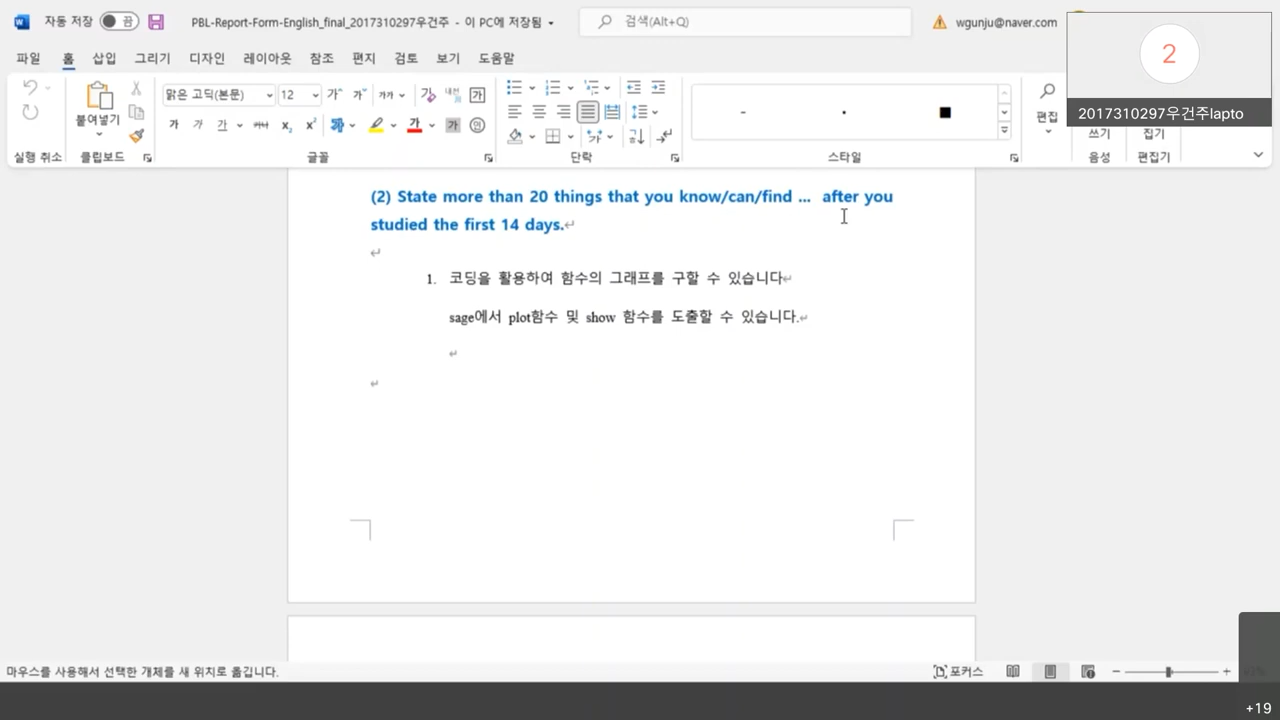 자동 저장 끔 PBL-Report-Form-English_final_2017310297우건주 - 이 PC에 저장됨 검색(Alt+Q) wgunju@naver.com
2
파일 홈 삽입 그리기 디자인 레이아웃 참조 편지 검토 보기 도움말
맑은 고딕(본문) 12
붙여넣기 편집
2017310297우건주lapto
쓰기 집기
실행 취소 클립보드 글꼴 단락 스타일 음성 편집기
(2) State more than 20 things that you know/can/find ... after you
studied the first 14 days.
1. 코딩을 활용하여 함수의 그래프를 구할 수 있습니다
sage에서 plot함수 및 show 함수를 도출할 수 있습니다.
마우스를 사용해서 선택한 개체를 새 위치로 옮깁니다. 포커스
+19